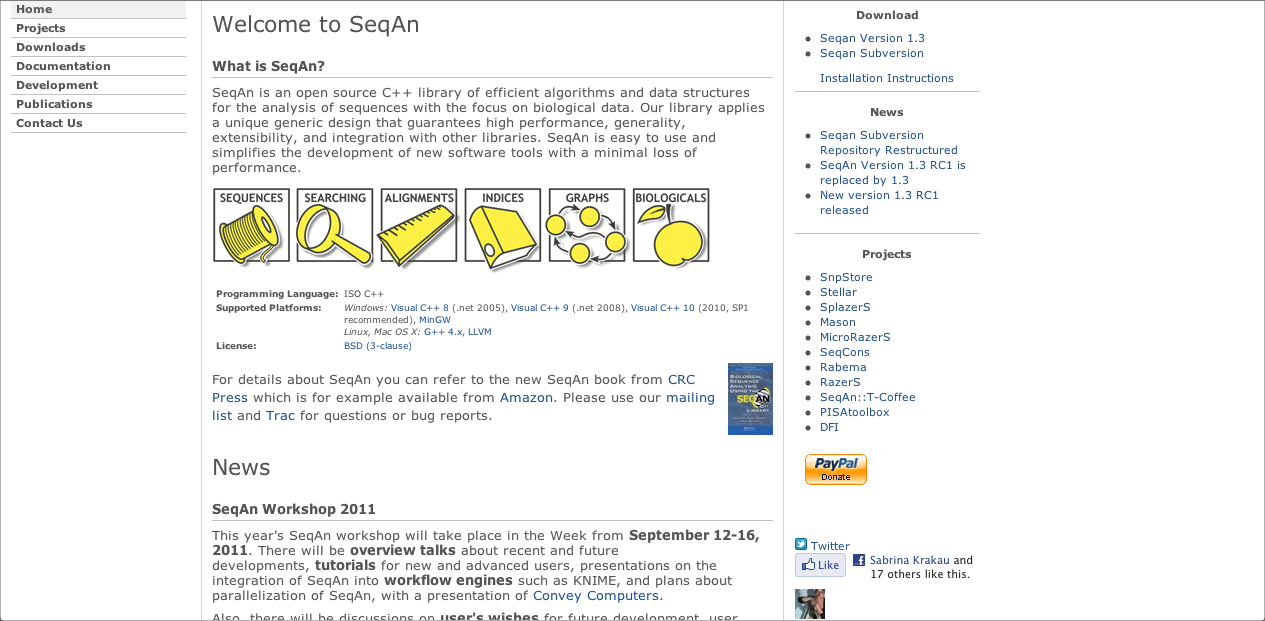 Home
Projects
Downloads
Documentation
Development
Publications
Contact Us
Welcome to SeqAn
What is SeqAn?
SeqAn is an open source C++ library of efficient algorithms and data structures
for the analysis of sequences with the focus on biological data. Our library applies
a unique generic design that guarantees high performance, generality,
extensibility, and integration with other libraries. SeqAn is easy to use and
simplifies the development of new software tools with a minimal loss of
performance.
SEQUENCES SEARCHING ALIGNMENTS INDICES GRAPHS BIOLOGICALS
Programming Language: ISO C++
Supported Platforms: Windows: Visual C++ 8 (.net 2005), Visual C++ 9 (.net 2008), Visual C++ 10 (2010, SP1
recommended), MinGW
Linux, Mac OS X: G++ 4.x, LLVM
License: BSD (3-clause)
For details about SeqAn you can refer to the new SeqAn book from CRC
Press which is for example available from Amazon. Please use our mailing
list and Trac for questions or bug reports.
BIOLOGICAL
SEQUENCE
ANALYSIS
USING THE
SEQAN
C++
LIBRARY
News
SeqAn Workshop 2011
This year's SeqAn workshop will take place in the Week from September 12-16,
2011. There will be overview talks about recent and future
developments, tutorials for new and advanced users, presentations on the
integration of SeqAn into workflow engines such as KNIME, and plans about
parallelization of SeqAn, with a presentation of Convey Computers.
Also, there will be discussions on user's wishes for future development, user
Download
Seqan Version 1.3
Seqan Subversion
Installation Instructions
News
Seqan Subversion
Repository Restructured
SeqAn Version 1.3 RC1 is
replaced by 1.3
New version 1.3 RC1
released
Projects
SnpStore
Stellar
SplazerS
Mason
MicroRazerS
SeqCons
Rabema
RazerS
SeqAn::T-Coffee
PISAtoolbox
DFI
PayPal
Donate
Twitter
Like
Sabrina Krakau and
17 others like this.